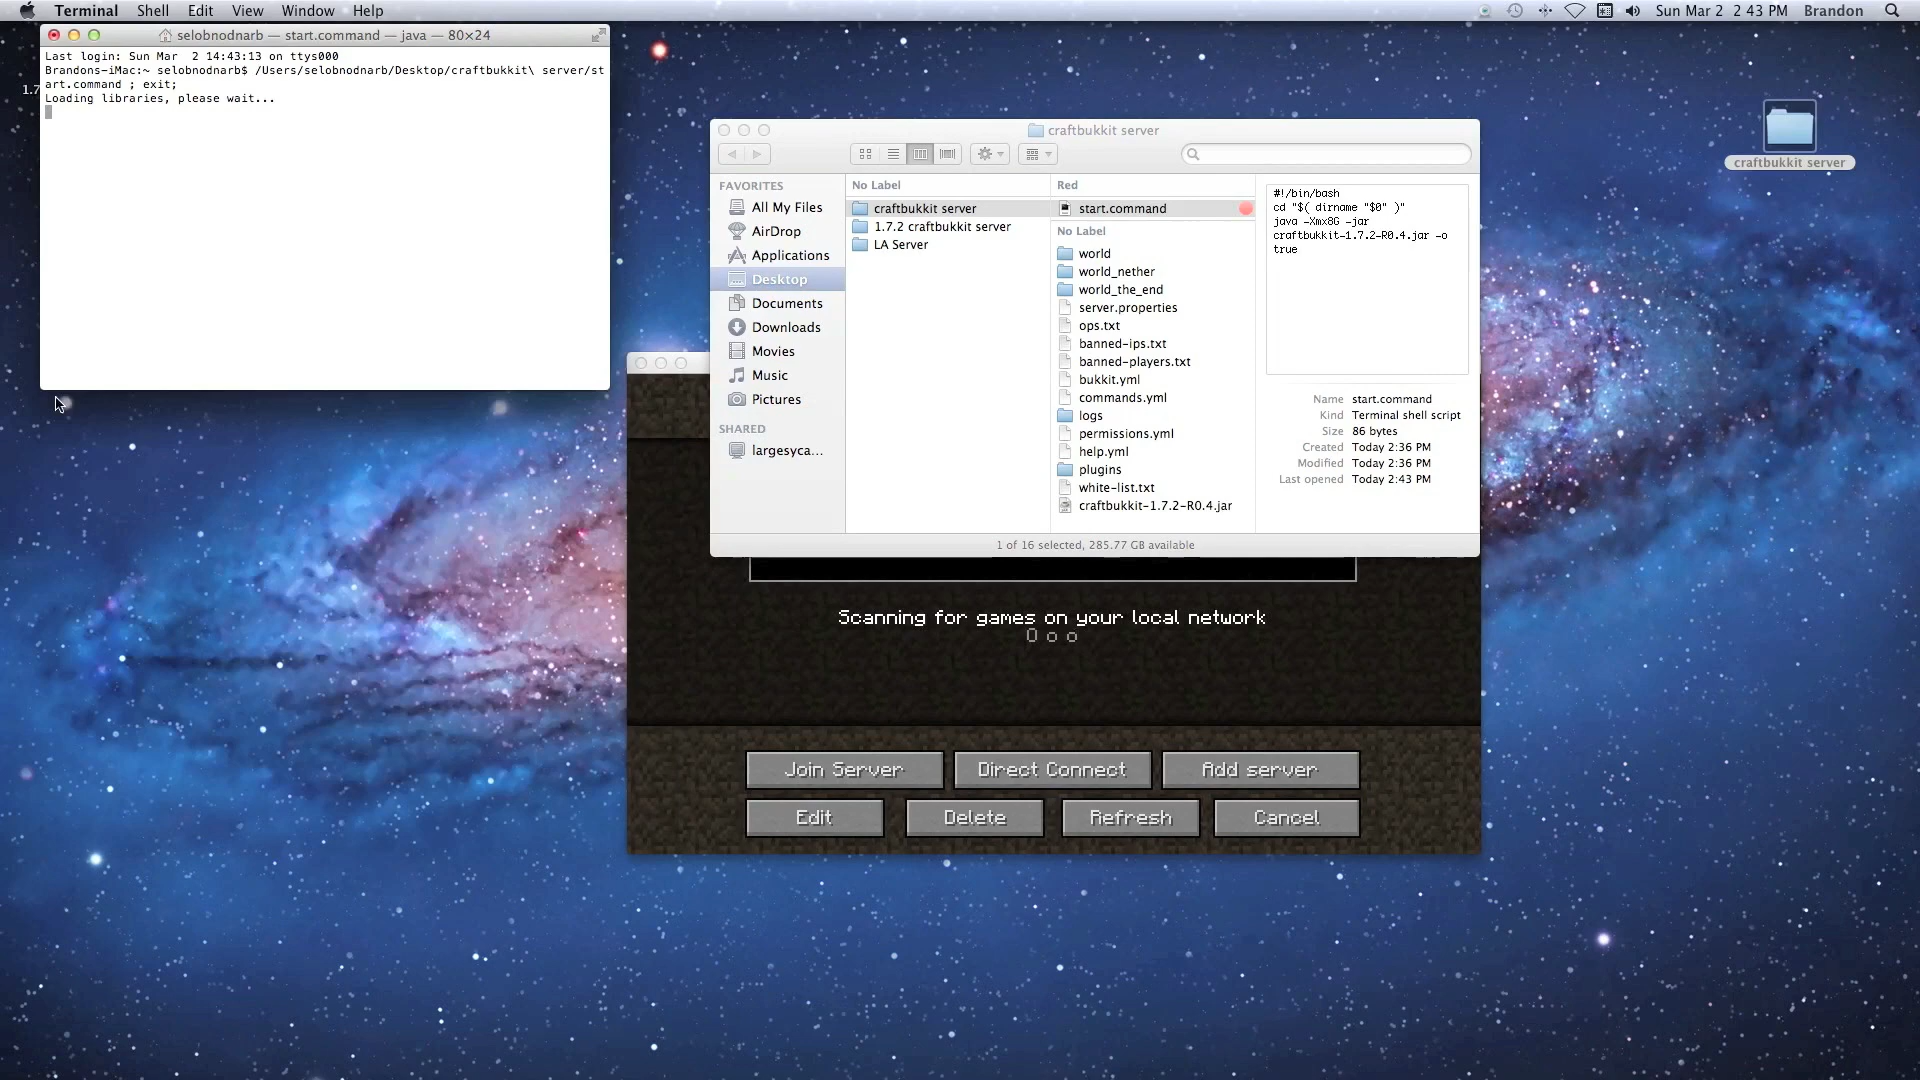 Terminal Shell Edit View Window Help
Sun Mar 2 2:43 PM Brandon
selobnodnarb — start.command — java — 80×24
Last login: Sun Mar  2 14:43:13 on ttys000
Brandons-iMac:~ selobnodnarb$ /Users/selobnodnarb/Desktop/craftbukkit\ server/st
art.command ; exit;
Loading libraries, please wait...
1.7
craftbukkit server
craftbukkit server
FAVORITES
All My Files
AirDrop
Applications
Desktop
Documents
Downloads
Movies
Music
Pictures
SHARED
largesyca...
No Label
craftbukkit server
1.7.2 craftbukkit server
LA Server
Red
start.command
No Label
world
world_nether
world_the_end
server.properties
ops.txt
banned-ips.txt
banned-players.txt
bukkit.yml
commands.yml
logs
permissions.yml
help.yml
plugins
white-list.txt
craftbukkit-1.7.2-R0.4.jar
#!/bin/bash
cd "$( dirname "$0" )"
java -Xmx8G -jar
craftbukkit-1.7.2-R0.4.jar -o
true
Name start.command
Kind Terminal shell script
Size 86 bytes
Created Today 2:36 PM
Modified Today 2:36 PM
Last opened Today 2:43 PM
1 of 16 selected, 285.77 GB available
Scanning for games on your local network
O o o
Join Server Direct Connect Add server
Edit Delete Refresh Cancel